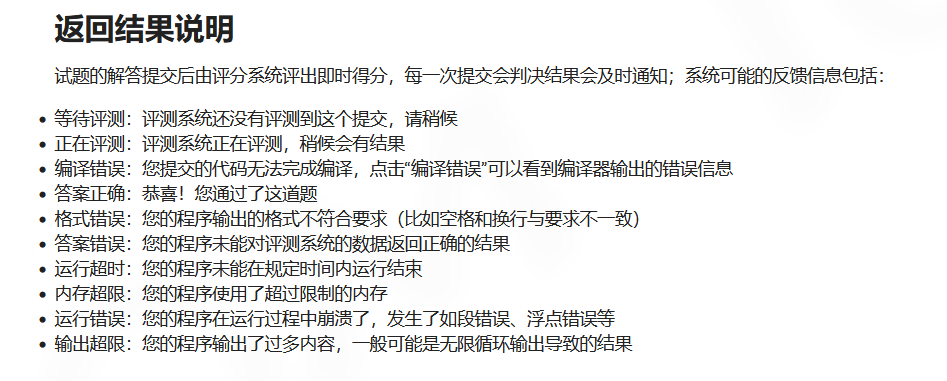 返回结果说明
试题的解答提交后由评分系统评出即时得分，每一次提交会判决结果会及时通知；系统可能的反馈信息包括：
• 等待评测：评测系统还没有评测到这个提交，请稍候
• 正在评测：评测系统正在评测，稍候会有结果
• 编译错误：您提交的代码无法完成编译，点击“编译错误”可以看到编译器输出的错误信息
• 答案正确：恭喜！您通过了这道题
• 格式错误：您的程序输出的格式不符合要求（比如空格和换行与要求不一致）
• 答案错误：您的程序未能对评测系统的数据返回正确的结果
• 运行超时：您的程序未能在规定时间内运行结束
• 内存超限：您的程序使用了超过限制的内存
• 运行错误：您的程序在运行过程中崩溃了，发生了如段错误、浮点错误等
• 输出超限：您的程序输出了过多内容，一般可能是无限循环输出导致的结果